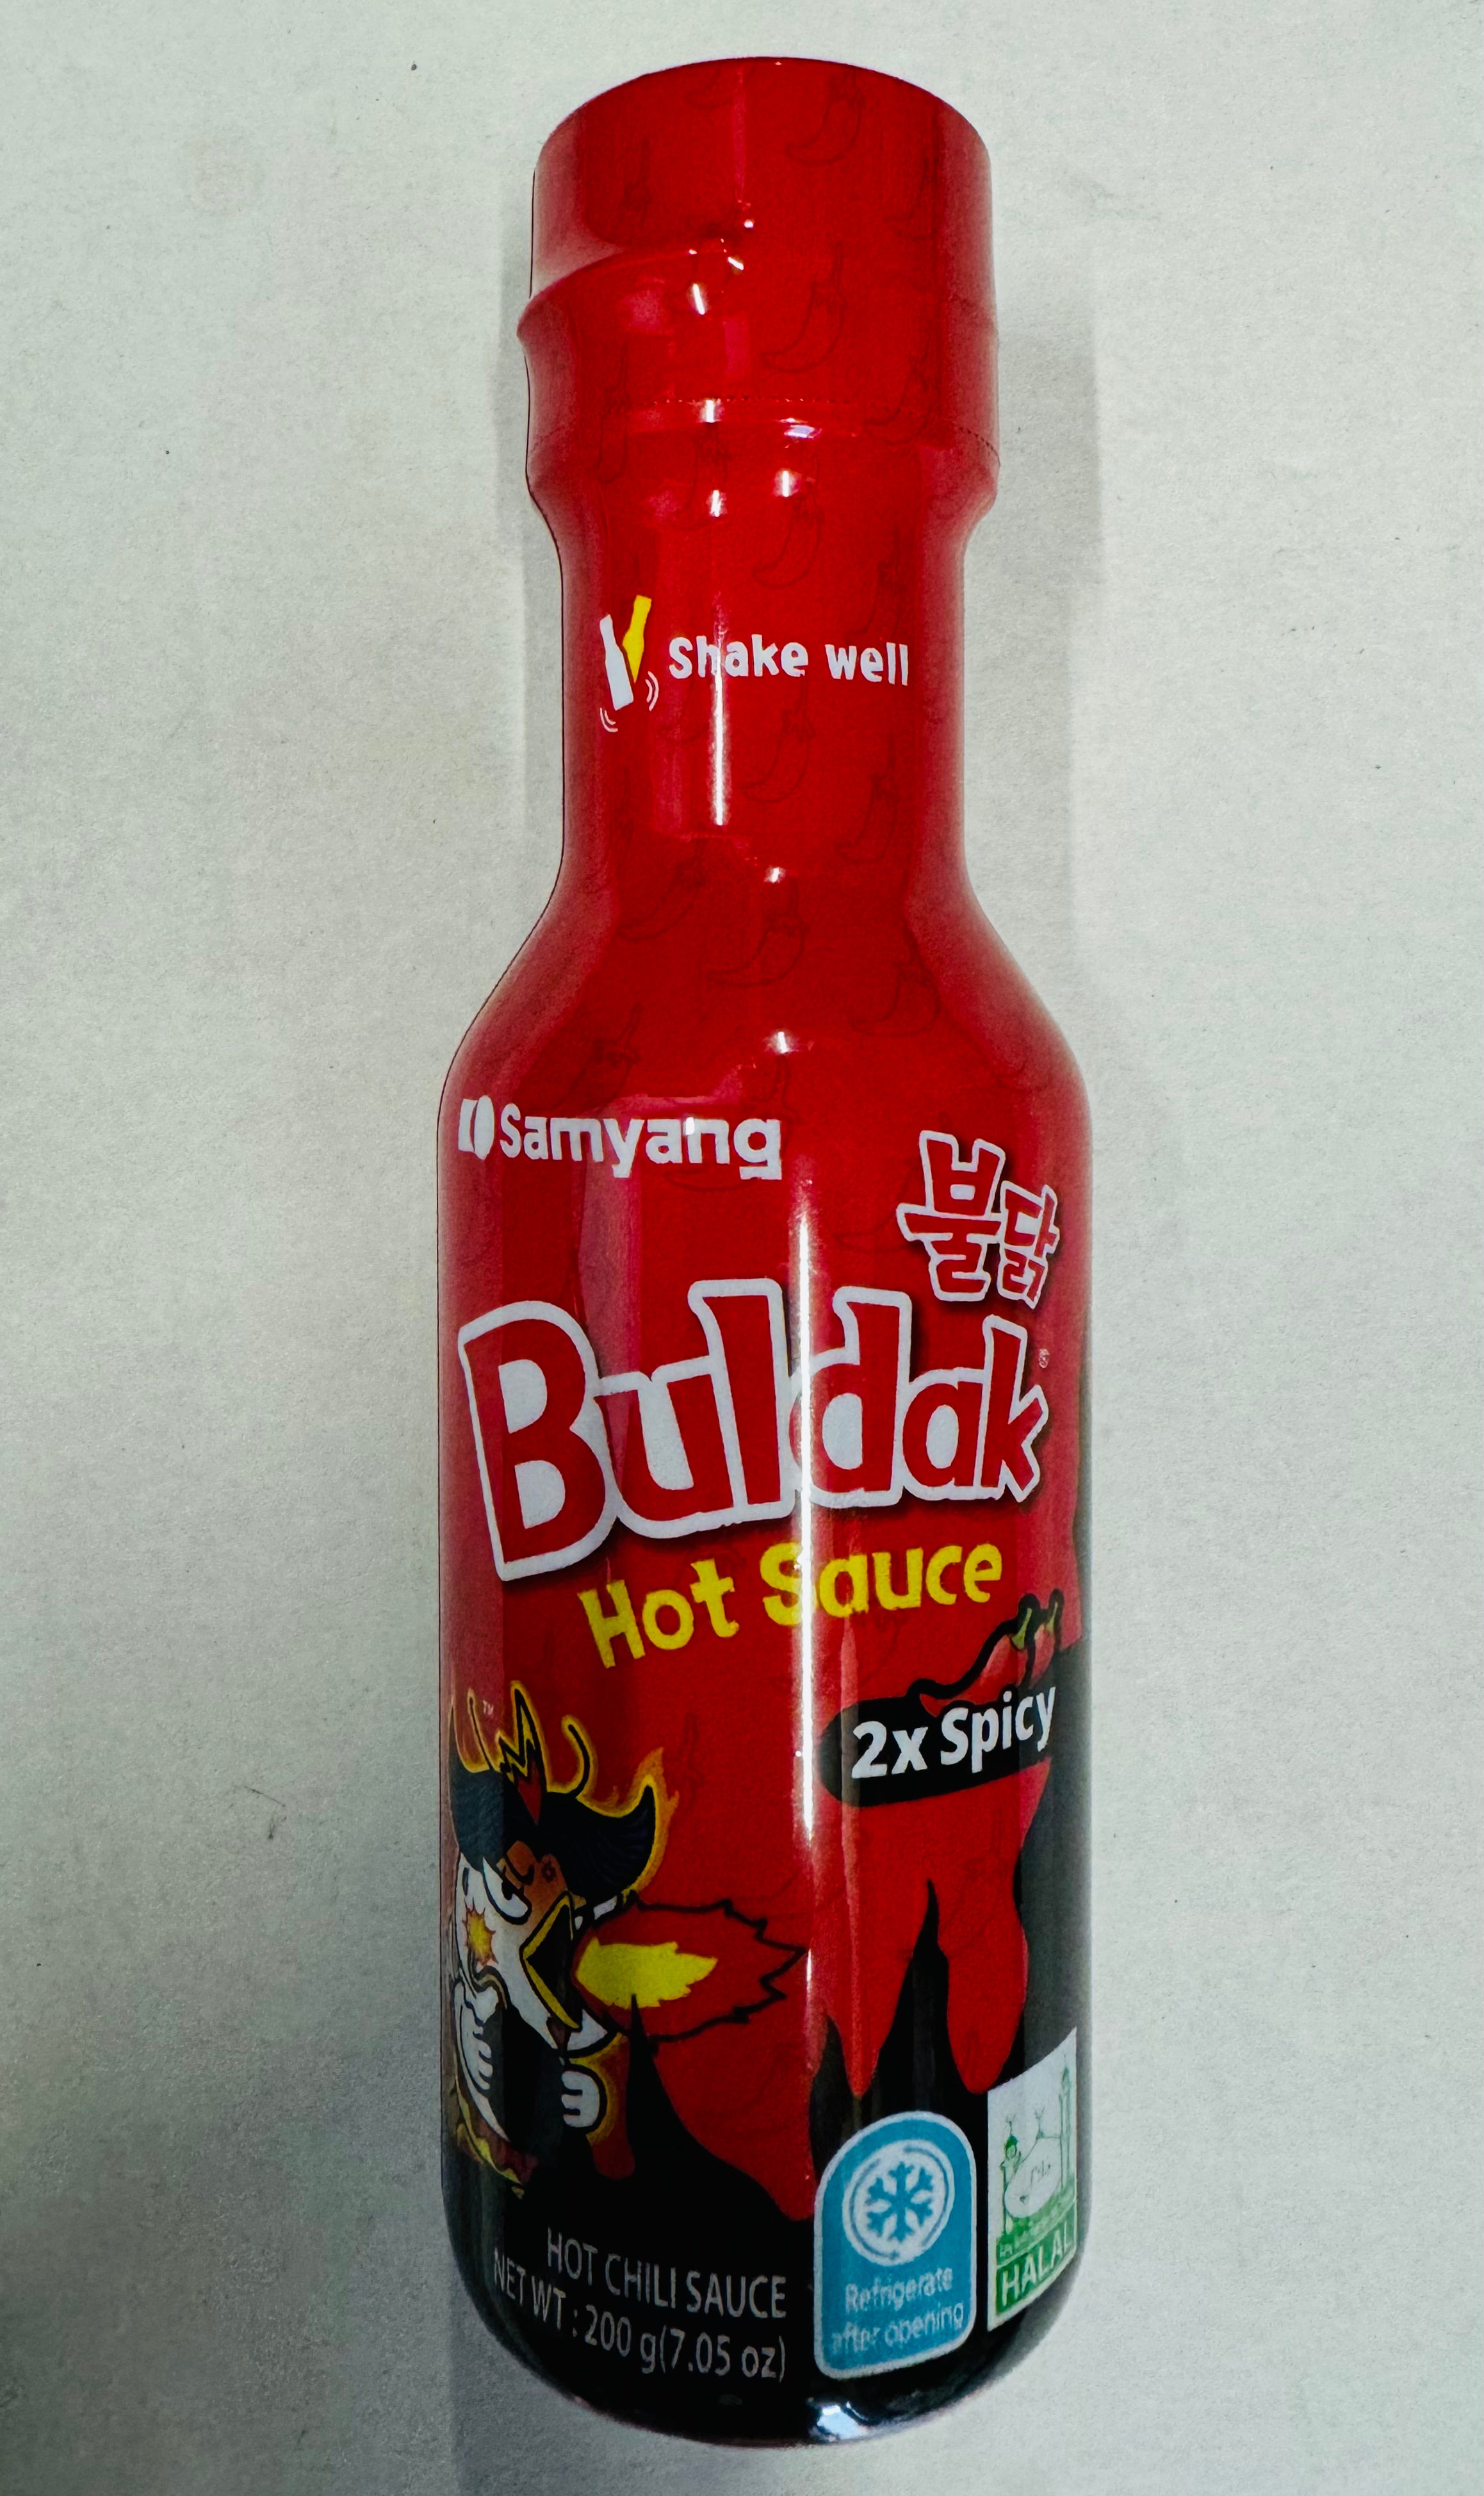 Shake well
Samyang
불닭
Buldak
Hot Sauce
2x Spicy
HOT CHILI SAUCE
NET WT : 200 g(7.05 oz)
Refrigerate
after opening
HALAL